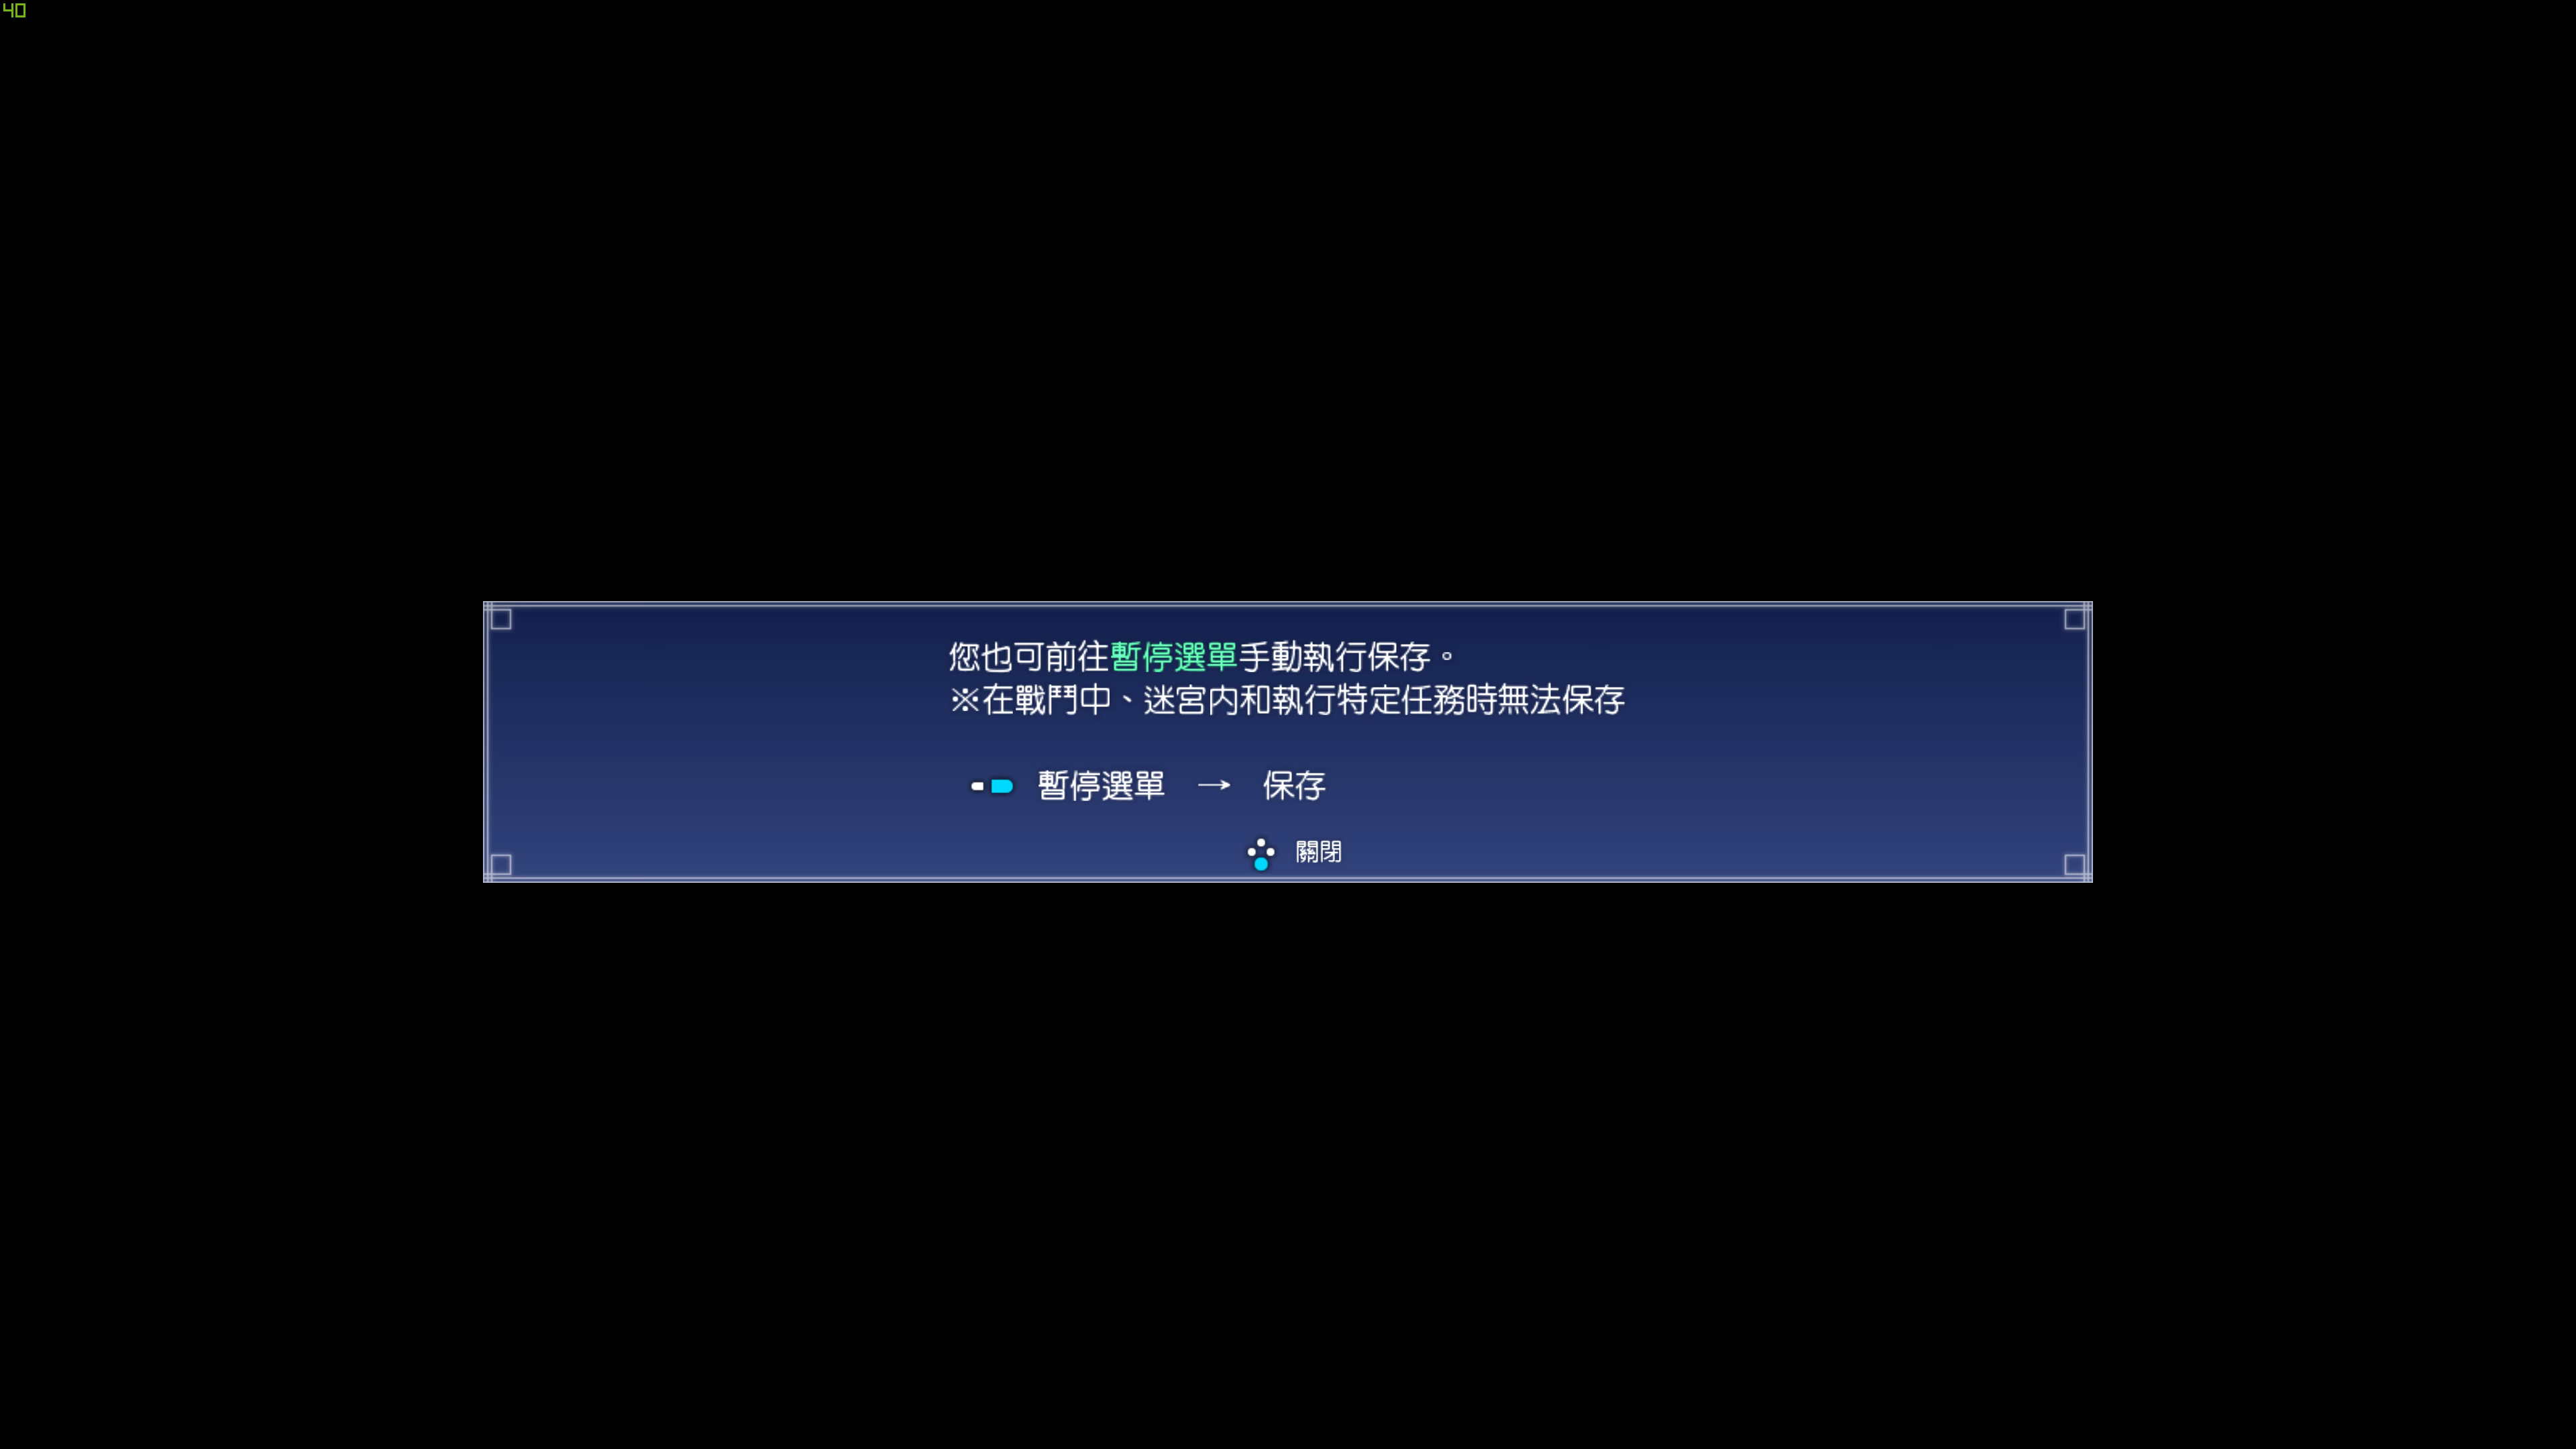 40
您也可前往暫停選單手動執行保存。
※在戰鬥中、迷宮內和執行特定任務時無法保存
暫停選單 → 保存
關閉